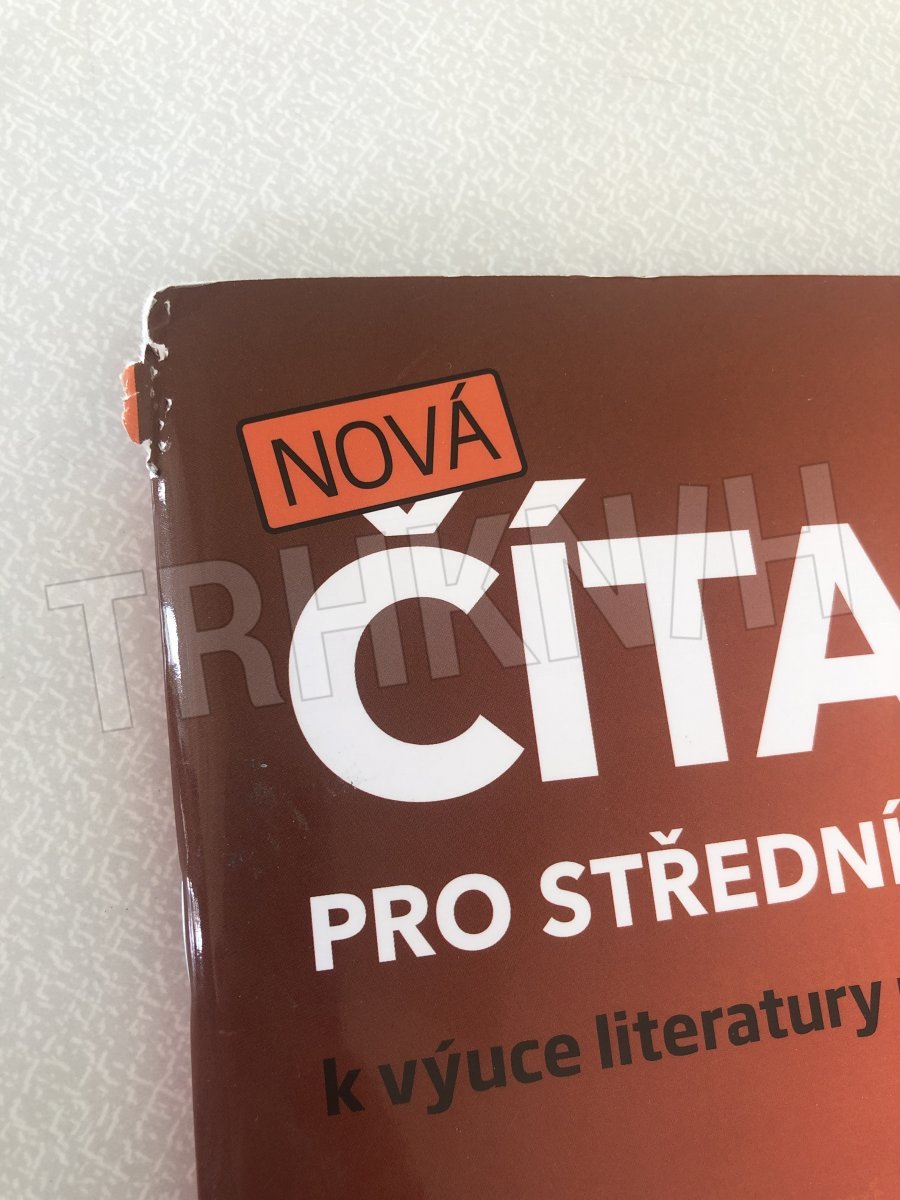 NOVÁ
ČÍTA
PRO STŘEDNÍ
k výuce literatury
TRHKNIH